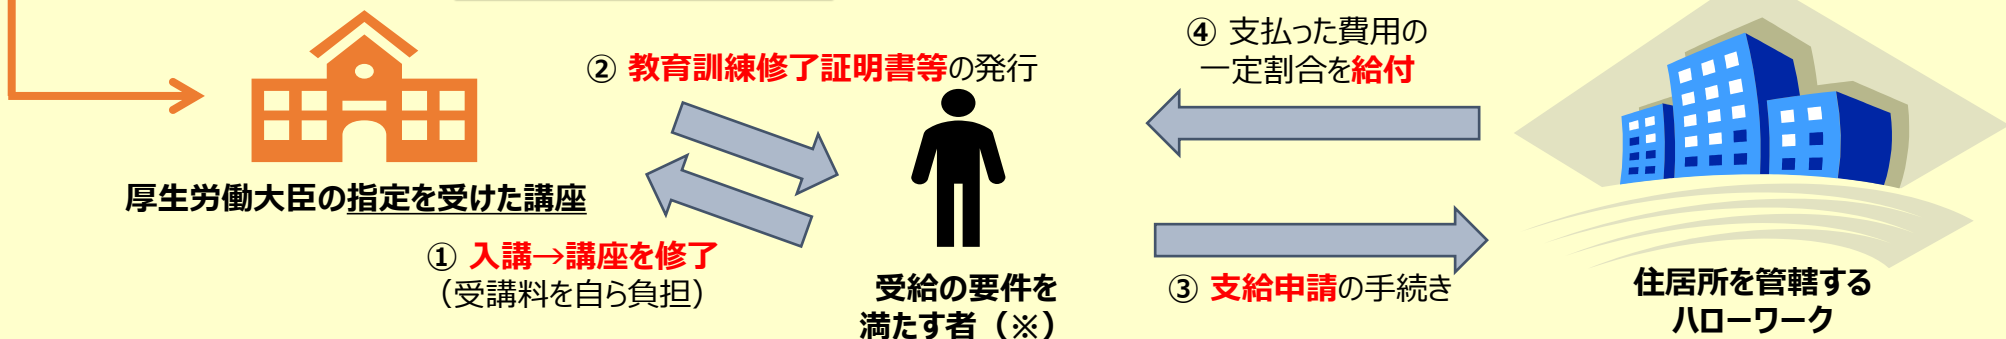 ④ 支払った費用の
一定割合を給付
② 教育訓練修了証明書等の発行
厚生労働大臣の指定を受けた講座
① 入講→講座を修了
（受講料を自ら負担）
受給の要件を
満たす者（※）
③ 支給申請の手続き
住居所を管轄する
ハローワーク